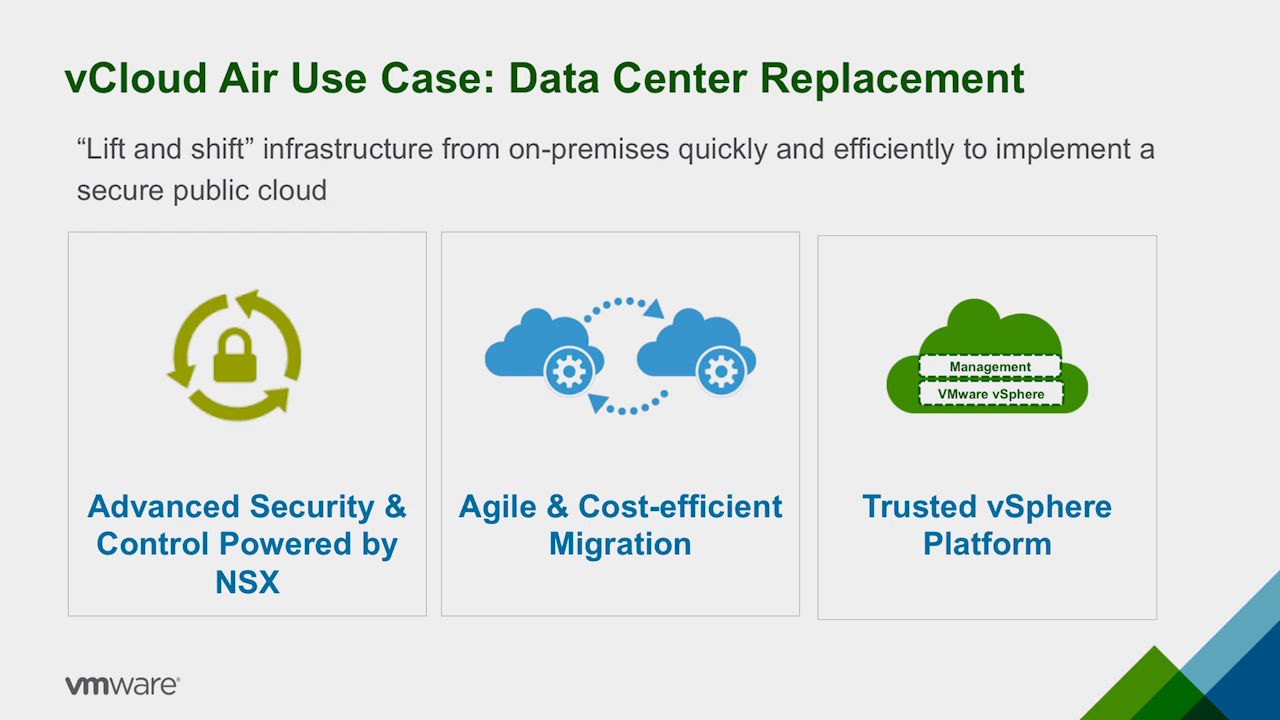 vCloud Air Use Case: Data Center Replacement
“Lift and shift” infrastructure from on-premises quickly and efficiently to implement a
secure public cloud
Advanced Security &
Control Powered by
NSX
Agile & Cost-efficient
Migration
Management
VMware vSphere
Trusted vSphere
Platform
vmware®